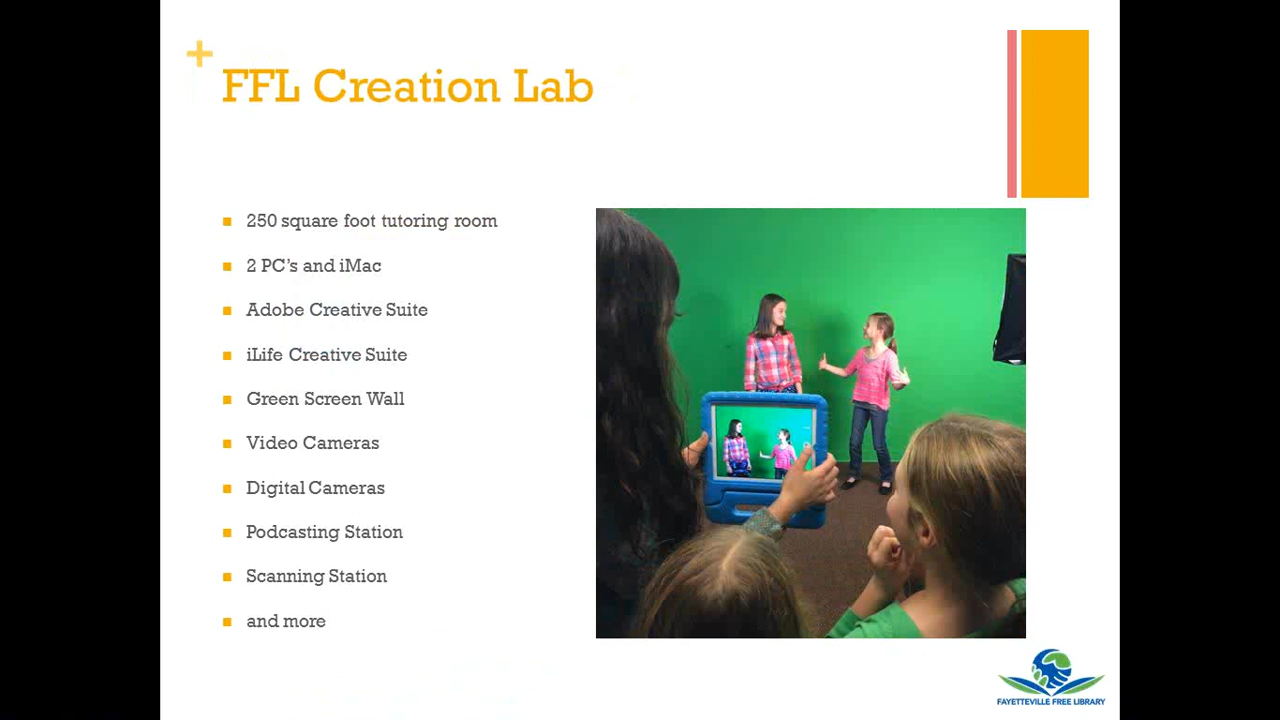 +
FFL Creation Lab
250 square foot tutoring room
2 PC's and iMac
Adobe Creative Suite
iLife Creative Suite
Green Screen Wall
Video Cameras
Digital Cameras
Podcasting Station
Scanning Station
and more
FAYETTEVILLE FREE LIBRARY